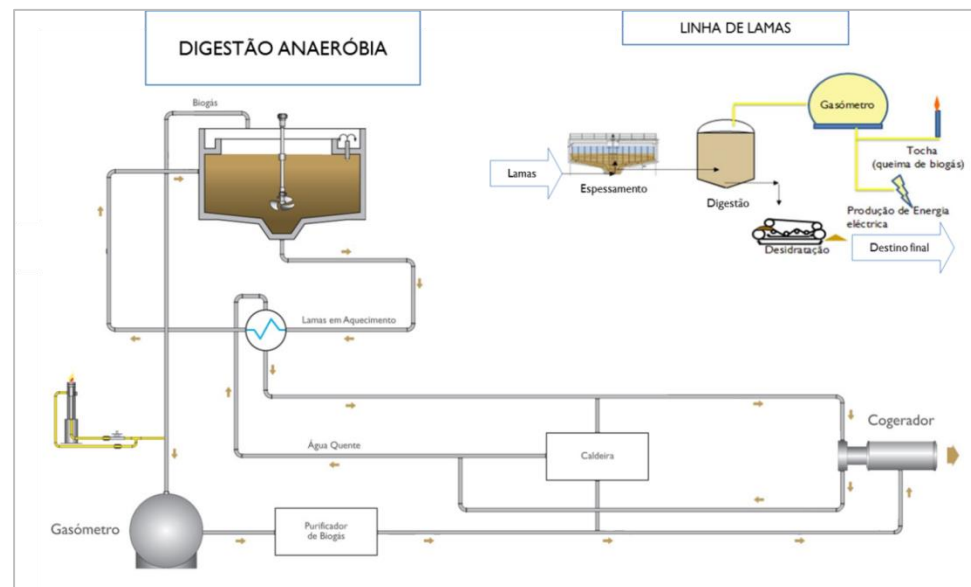 DIGESTÃO ANAERÓBIA
LINHA DE LAMAS
Biogás
Gasómetro
Tocha
(queima de biogás)
Lamas
Espessamento
Digestão
Produção de Energia
eléctrica
Desidratação
Destino final
Lamas em Aquecimento
Água Quente
Caldeira
Cogerador
Gasómetro
Purificador
de Biogás